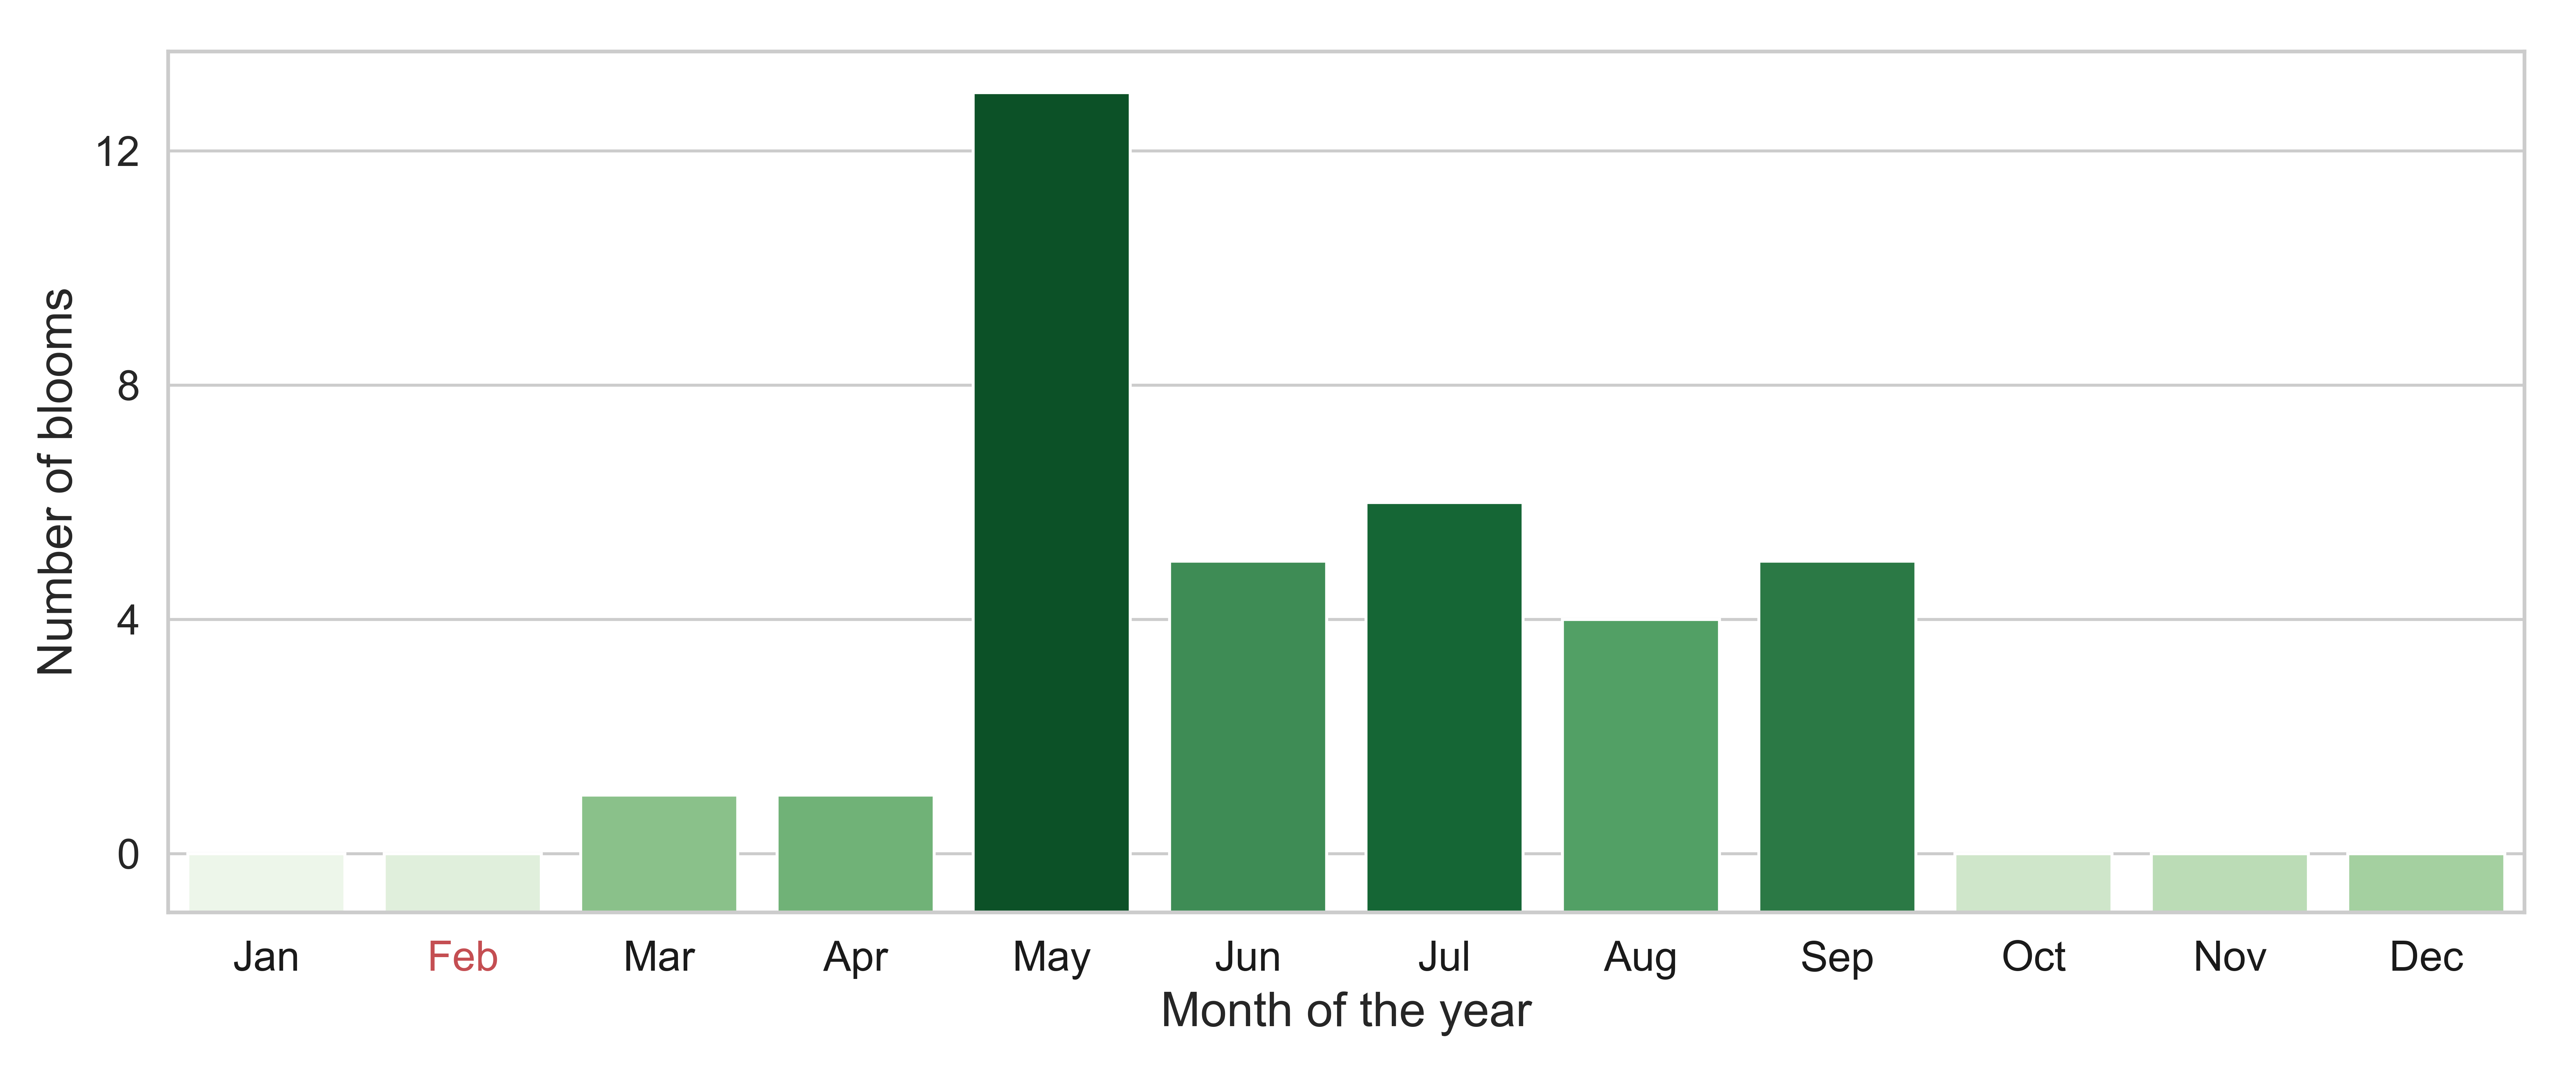 Number of blooms
12
8
4
0
Jan Feb Mar Apr May Jun Jul Aug Sep Oct Nov Dec
Month of the year